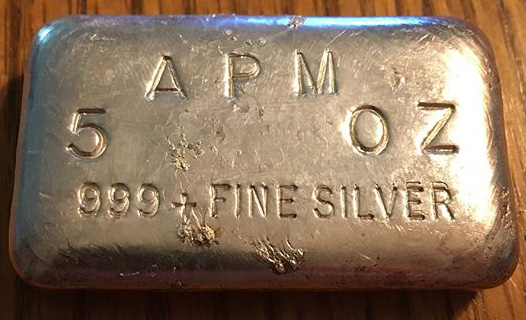 A P M
5 OZ
999 + FINE SILVER